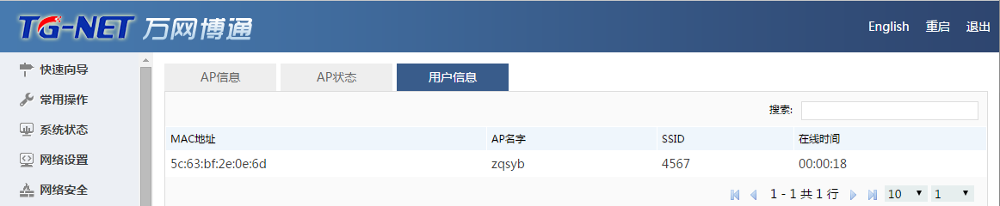 TG-NET 万网博通
English 重启 退出
快速向导
常用操作
系统状态
网络设置
网络安全
AP信息 AP状态 用户信息
搜索:
MAC地址 AP名字 SSID 在线时间
5c:63:bf:2e:0e:6d zqsyb 4567 00:00:18
1 - 1 共 1 行 10 1